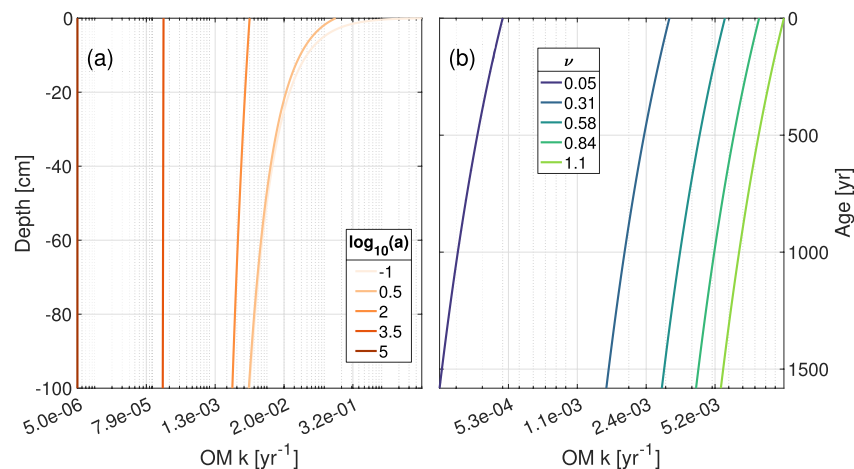 (a)
0
-20
-40
-60
-80
-100
Depth [cm]
log10(a)
-1
0.5
2
3.5
5
5.0e-06
7.9e-05
1.3e-03
2.0e-02
3.2e-01
OM k [yr-1]
(b)
ν
0.05
0.31
0.58
0.84
1.1
0
500
1000
1500
Age [yr]
5.3e-04
1.1e-03
2.4e-03
5.2e-03
OM k [yr-1]